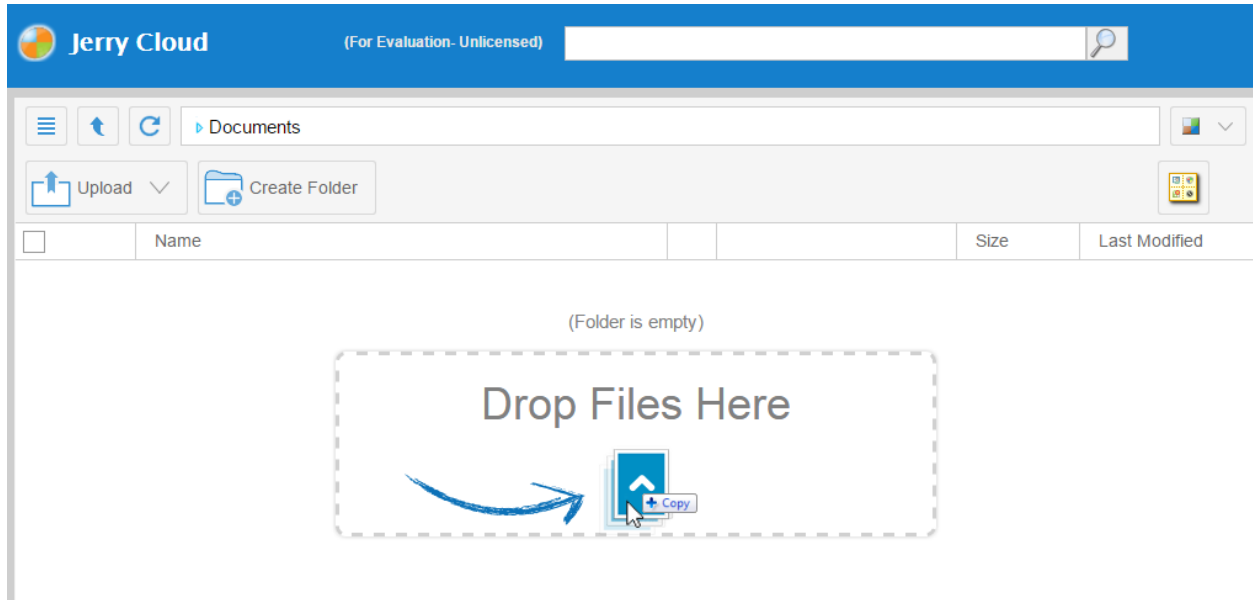 Jerry Cloud
(For Evaluation- Unlicensed)
Documents
Upload
Create Folder
Name Size Last Modified
(Folder is empty)
Drop Files Here
Copy